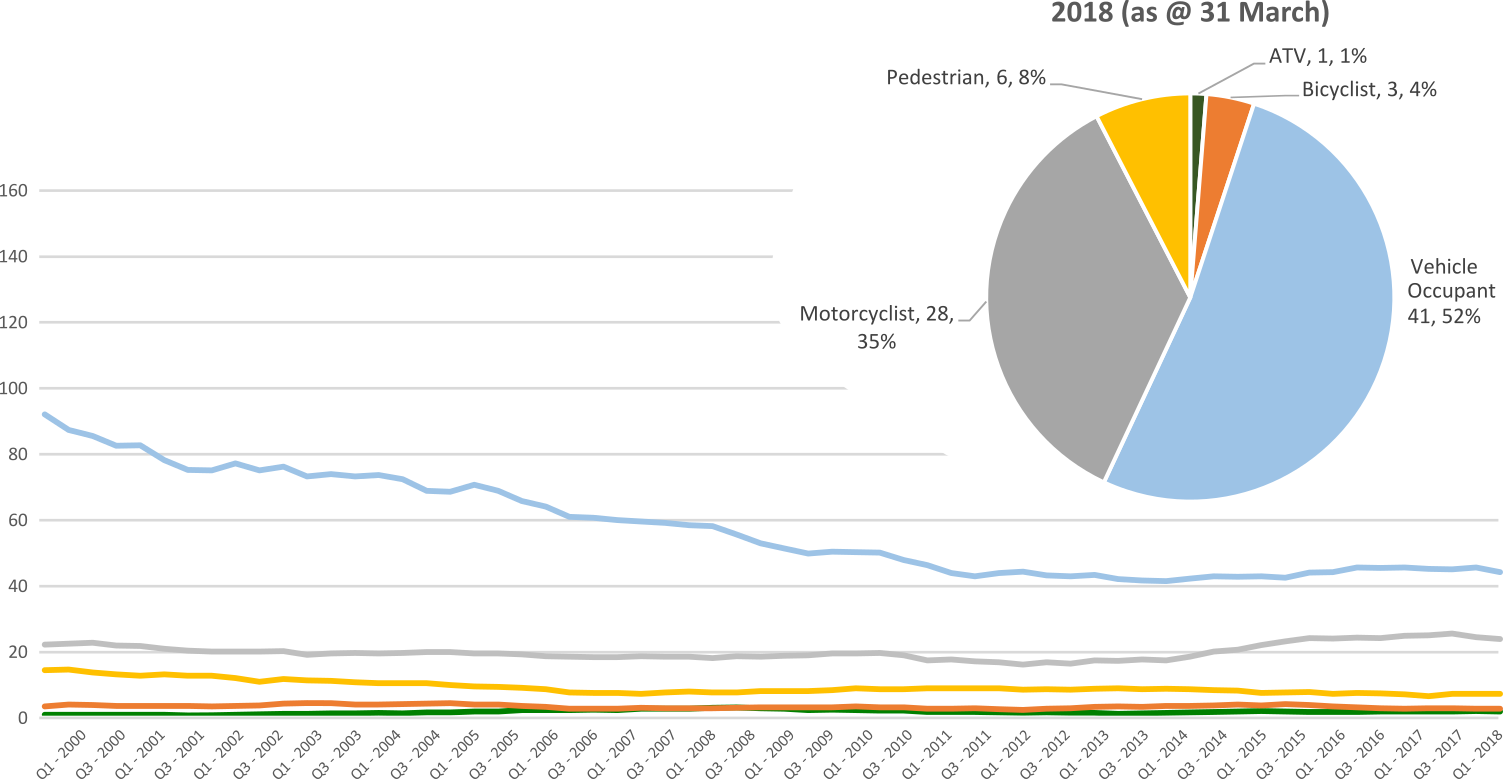 2018 (as @ 31 March)
ATV, 1, 1%
Pedestrian, 6, 8%
Bicyclist, 3, 4%
Vehicle
Occupant
41, 52%
Motorcyclist, 28,
35%
160
140
120
100
80
60
40
20
0
Q1 - 2000
Q3 - 2000
Q1 - 2001
Q3 - 2001
Q1 - 2002
Q3 - 2002
Q1 - 2003
Q3 - 2003
Q1 - 2004
Q3 - 2004
Q1 - 2005
Q3 - 2005
Q1 - 2006
Q3 - 2006
Q1 - 2007
Q3 - 2007
Q1 - 2008
Q3 - 2008
Q1 - 2009
Q3 - 2009
Q1 - 2010
Q3 - 2010
Q1 - 2011
Q3 - 2011
Q1 - 2012
Q3 - 2012
Q1 - 2013
Q3 - 2013
Q1 - 2014
Q3 - 2014
Q1 - 2015
Q3 - 2015
Q1 - 2016
Q3 - 2016
Q1 - 2017
Q3 - 2017
Q1 - 2018